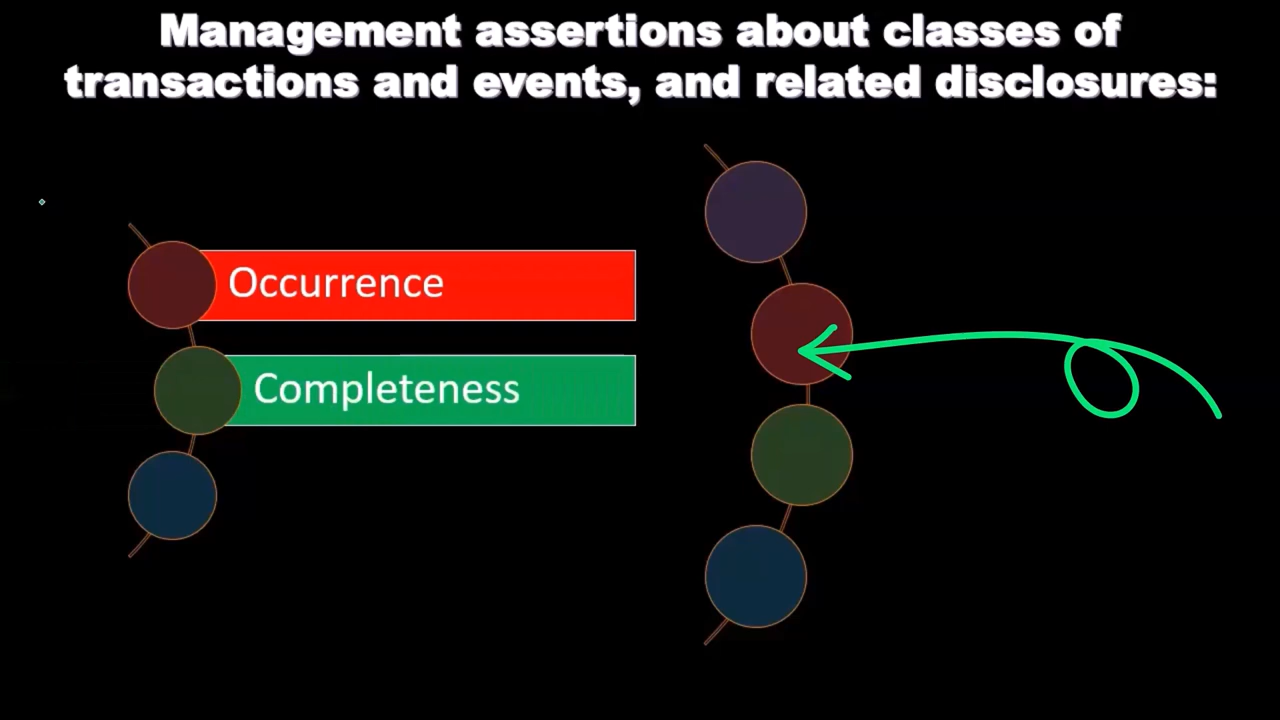 Management assertions about classes of
transactions and events, and related disclosures:
Occurrence
Completeness